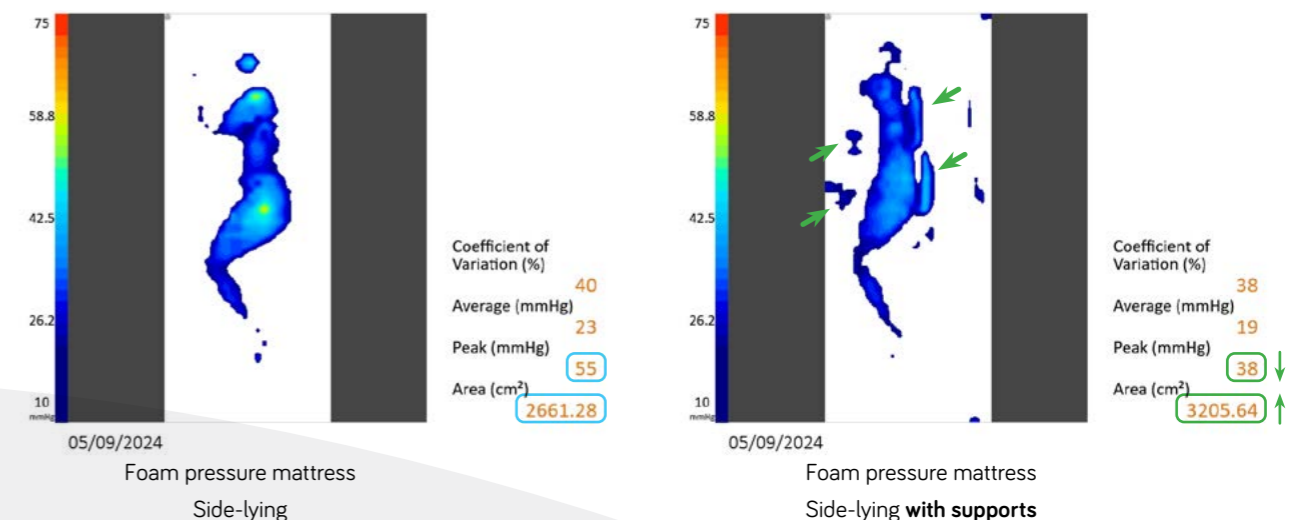 75
58.8
42.5
26.2
10
mmHg
Coefficient of
Variation (%)
40
Average (mmHg)
23
Peak (mmHg)
55
Area (cm²)
2661.28
05/09/2024
Foam pressure mattress
Side-lying
75
58.8
42.5
26.2
10
mmHg
Coefficient of
Variation (%)
38
Average (mmHg)
19
Peak (mmHg)
38
Area (cm²)
3205.64
05/09/2024
Foam pressure mattress
Side-lying with supports